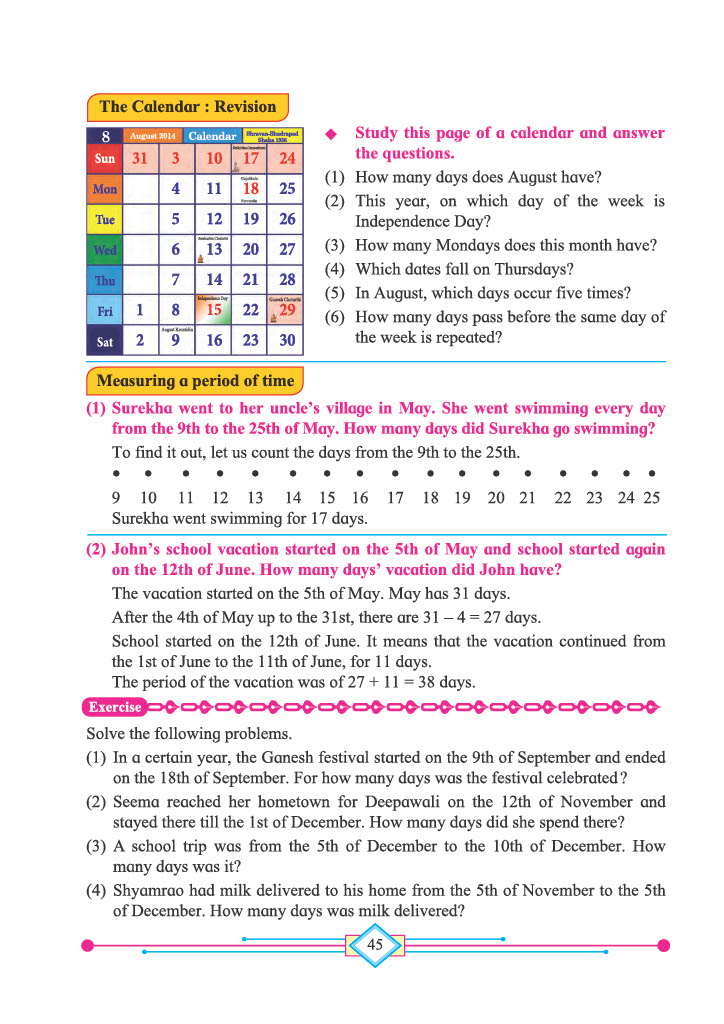 The Calendar : Revision
8 August 2014 Calendar Shravan-Bhadrapad
Shaka 1936
Sun 31 3 10 17 24
Mon 4 11 Gopalkala 18 25
Tue 5 12 19 26
Wed 6 13 20 27
Thu 7 14 21 28
Fri 1 8 Independence Day 15 22 Ganesh Chaturthi 29
Sat 2 9 16 23 30
◆ Study this page of a calendar and answer
the questions.
(1) How many days does August have?
(2) This year, on which day of the week is
Independence Day?
(3) How many Mondays does this month have?
(4) Which dates fall on Thursdays?
(5) In August, which days occur five times?
(6) How many days pass before the same day of
the week is repeated?
Measuring a period of time
(1) Surekha went to her uncle’s village in May. She went swimming every day
from the 9th to the 25th of May. How many days did Surekha go swimming?
To find it out, let us count the days from the 9th to the 25th.
• • • • • • • • • • • • • • • • •
9 10 11 12 13 14 15 16 17 18 19 20 21 22 23 24 25
Surekha went swimming for 17 days.
(2) John’s school vacation started on the 5th of May and school started again
on the 12th of June. How many days’ vacation did John have?
The vacation started on the 5th of May. May has 31 days.
After the 4th of May up to the 31st, there are 31 – 4 = 27 days.
School started on the 12th of June. It means that the vacation continued from
the 1st of June to the 11th of June, for 11 days.
The period of the vacation was of 27 + 11 = 38 days.
Exercise
Solve the following problems.
(1) In a certain year, the Ganesh festival started on the 9th of September and ended
on the 18th of September. For how many days was the festival celebrated?
(2) Seema reached her hometown for Deepawali on the 12th of November and
stayed there till the 1st of December. How many days did she spend there?
(3) A school trip was from the 5th of December to the 10th of December. How
many days was it?
(4) Shyamrao had milk delivered to his home from the 5th of November to the 5th
of December. How many days was milk delivered?
45